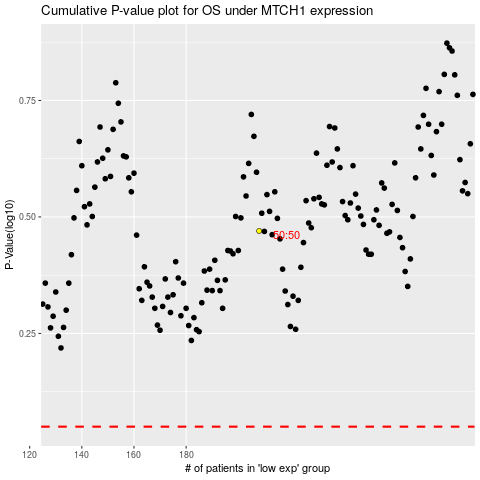 Cumulative P-value plot for OS under MTCH1 expression
P-Value(log10)
0.75
0.50
0.25
50:50
120 140 160 180
# of patients in 'low exp' group